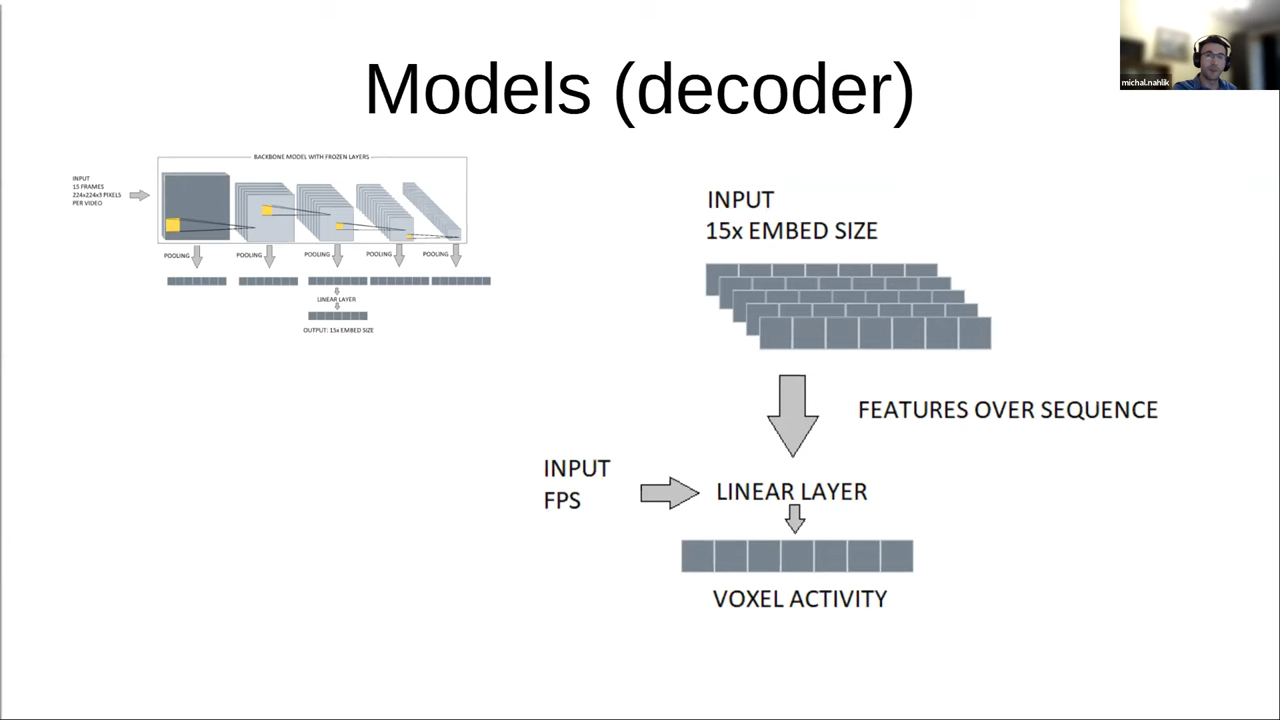 Models (decoder)
michal.nahlik
BACKBONE MODEL WITH FROZEN LAYERS
INPUT
15 FRAMES
224x224x3 PIXELS
PER VIDEO
POOLING
POOLING
POOLING
POOLING
POOLING
LINEAR LAYER
OUTPUT: 15x EMBED SIZE
INPUT
15x EMBED SIZE
FEATURES OVER SEQUENCE
INPUT
FPS
LINEAR LAYER
VOXEL ACTIVITY